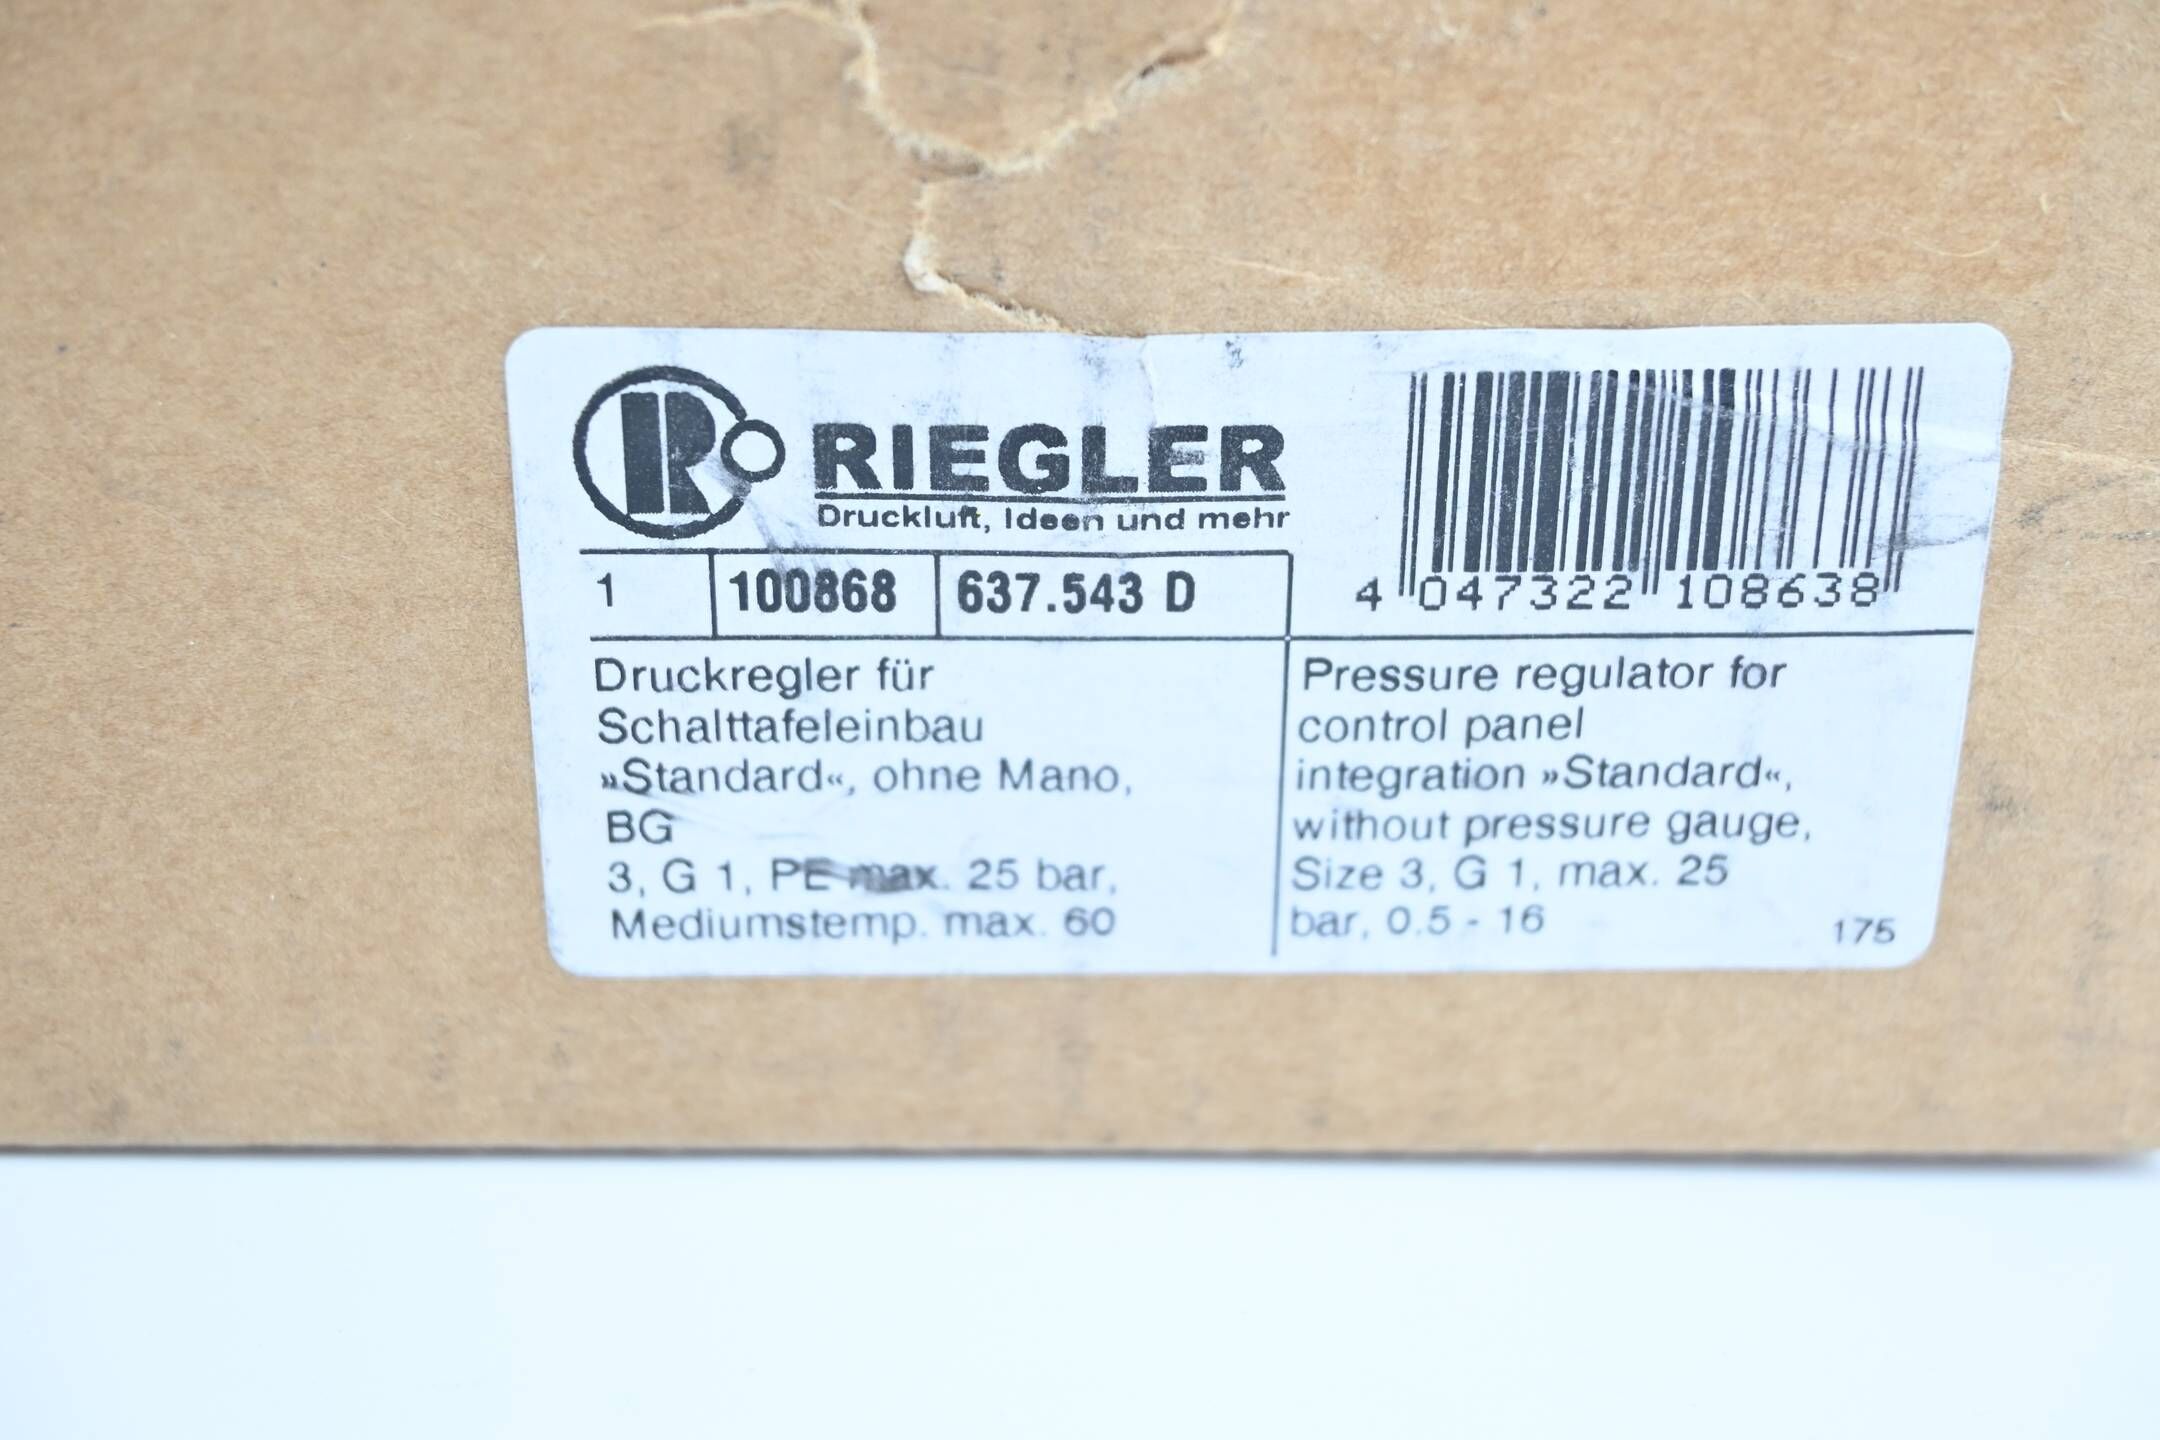 R
RIEGLER
Druckluft, Ideen und mehr
1 100868 637.543 D
4 047322 108638
Druckregler für
Schalttafeleinbau
»Standard«, ohne Mano,
BG
3, G 1, PE max. 25 bar,
Mediumstemp. max. 60
Pressure regulator for
control panel
integration »Standard«,
without pressure gauge,
Size 3, G 1, max. 25
bar, 0.5 - 16
175